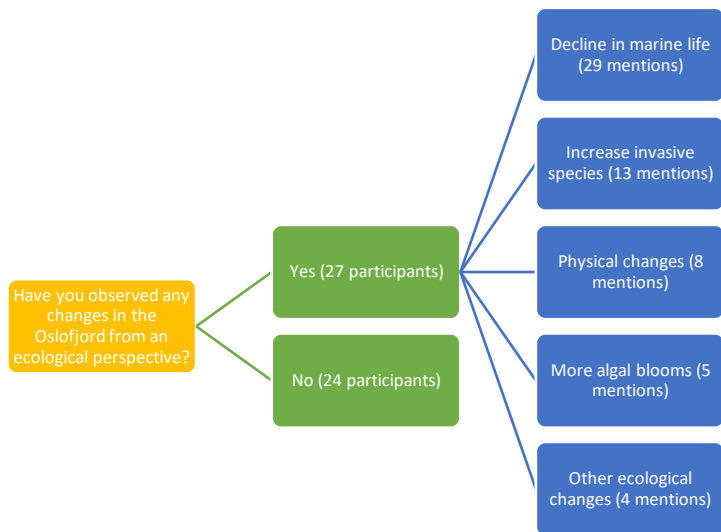 Have you observed any
changes in the
Oslofjord from an
ecological perspective?
Yes (27 participants)
No (24 participants)
Decline in marine life
(29 mentions)
Increase invasive
species (13 mentions)
Physical changes (8
mentions)
More algal blooms (5
mentions)
Other ecological
changes (4 mentions)